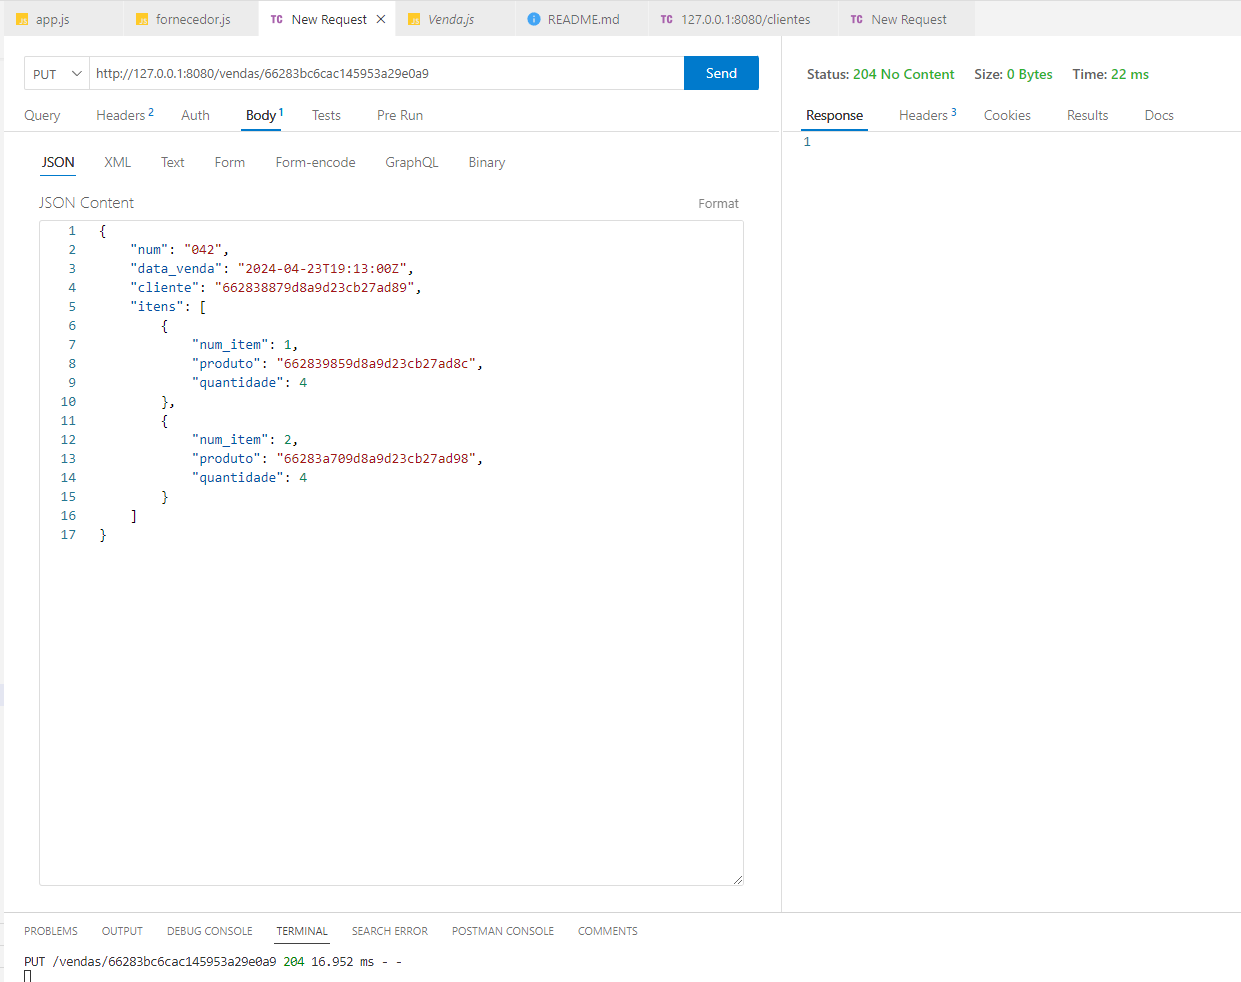 app.js fornecedor.js TC New Request Venda.js README.md TC 127.0.0.1:8080/clientes TC New Request
PUT http://127.0.0.1:8080/vendas/66283bc6cac145953a29e0a9 Send
Query Headers 2 Auth Body 1 Tests Pre Run
JSON XML Text Form Form-encode GraphQL Binary
JSON Content Format
1 {
2 "num": "042",
3 "data_venda": "2024-04-23T19:13:00Z",
4 "cliente": "662838879d8a9d23cb27ad89",
5 "itens": [
6 {
7 "num_item": 1,
8 "produto": "662839859d8a9d23cb27ad8c",
9 "quantidade": 4
10 },
11 {
12 "num_item": 2,
13 "produto": "66283a709d8a9d23cb27ad98",
14 "quantidade": 4
15 }
16 ]
17 }
Status: 204 No Content Size: 0 Bytes Time: 22 ms
Response Headers 3 Cookies Results Docs
1
PROBLEMS OUTPUT DEBUG CONSOLE TERMINAL SEARCH ERROR POSTMAN CONSOLE COMMENTS
PUT /vendas/66283bc6cac145953a29e0a9 204 16.952 ms - -